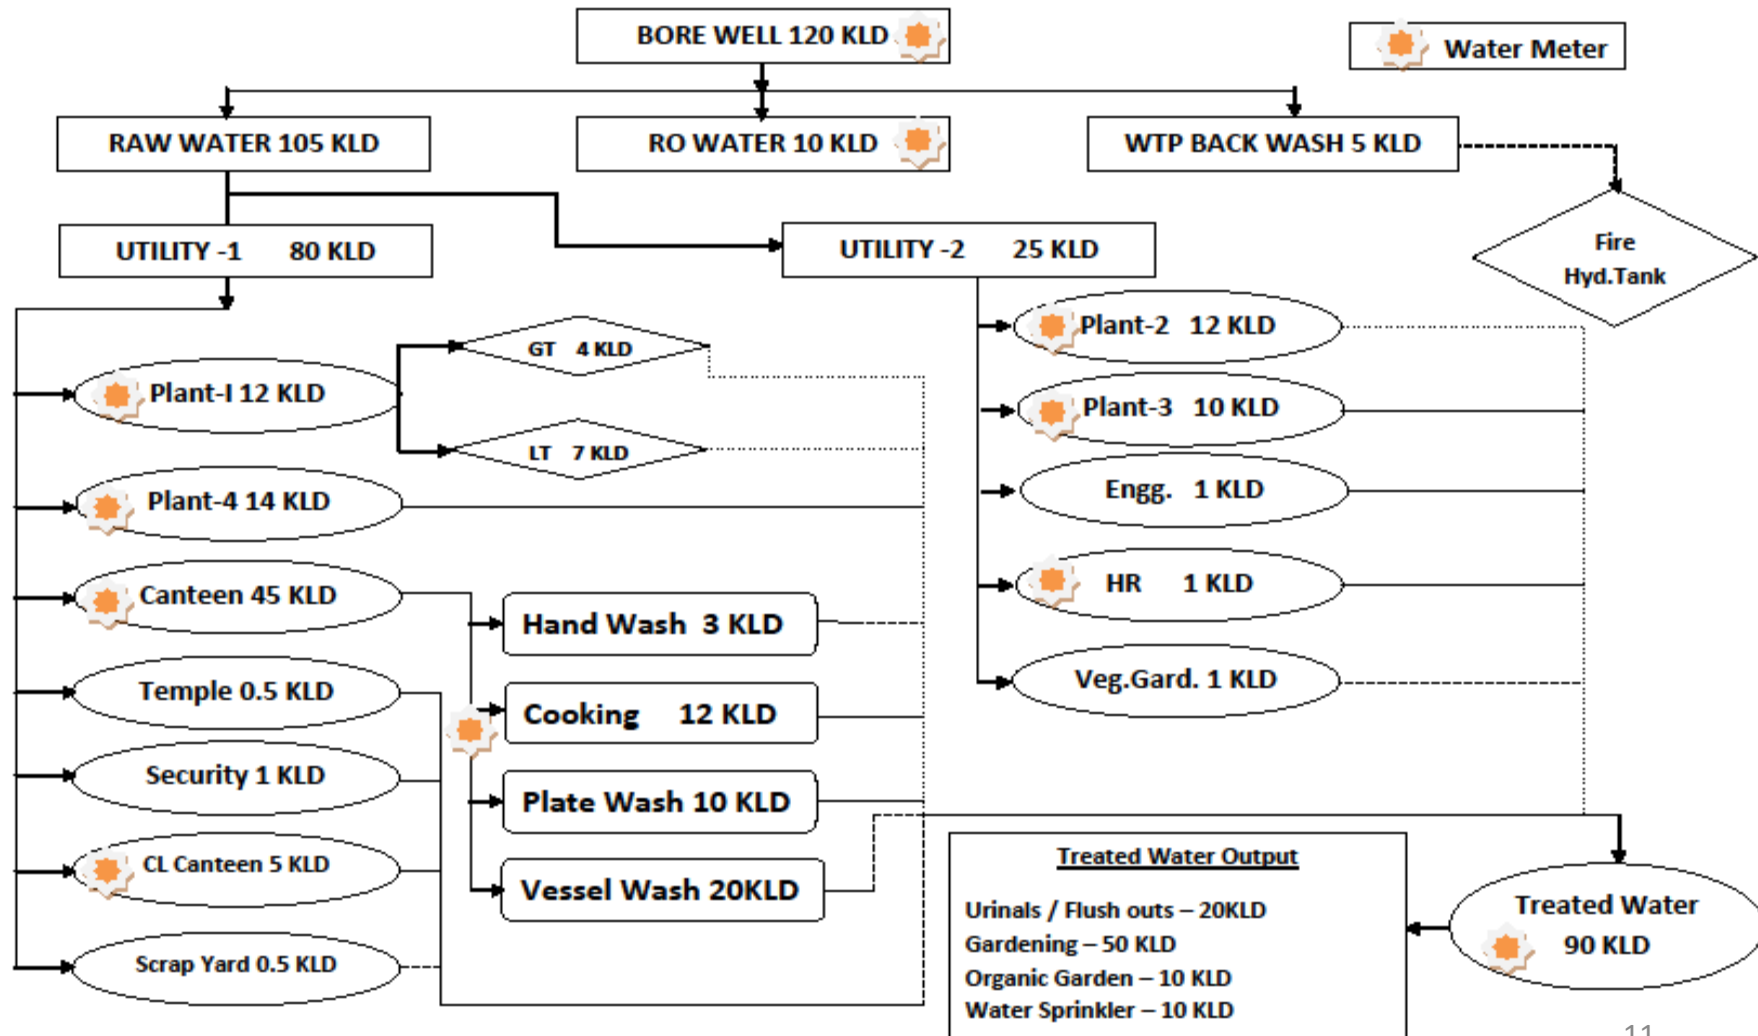 BORE WELL 120 KLD
Water Meter
RAW WATER 105 KLD
RO WATER 10 KLD
WTP BACK WASH 5 KLD
UTILITY -1 80 KLD
UTILITY -2 25 KLD
Fire
Hyd.Tank
Plant-I 12 KLD
GT 4 KLD
LT 7 KLD
Plant-4 14 KLD
Canteen 45 KLD
Hand Wash 3 KLD
Cooking 12 KLD
Plate Wash 10 KLD
Vessel Wash 20KLD
Temple 0.5 KLD
Security 1 KLD
CL Canteen 5 KLD
Scrap Yard 0.5 KLD
Plant-2 12 KLD
Plant-3 10 KLD
Engg. 1 KLD
HR 1 KLD
Veg.Gard. 1 KLD
Treated Water Output
Urinals / Flush outs – 20KLD
Gardening – 50 KLD
Organic Garden – 10 KLD
Water Sprinkler – 10 KLD
Treated Water
90 KLD
11